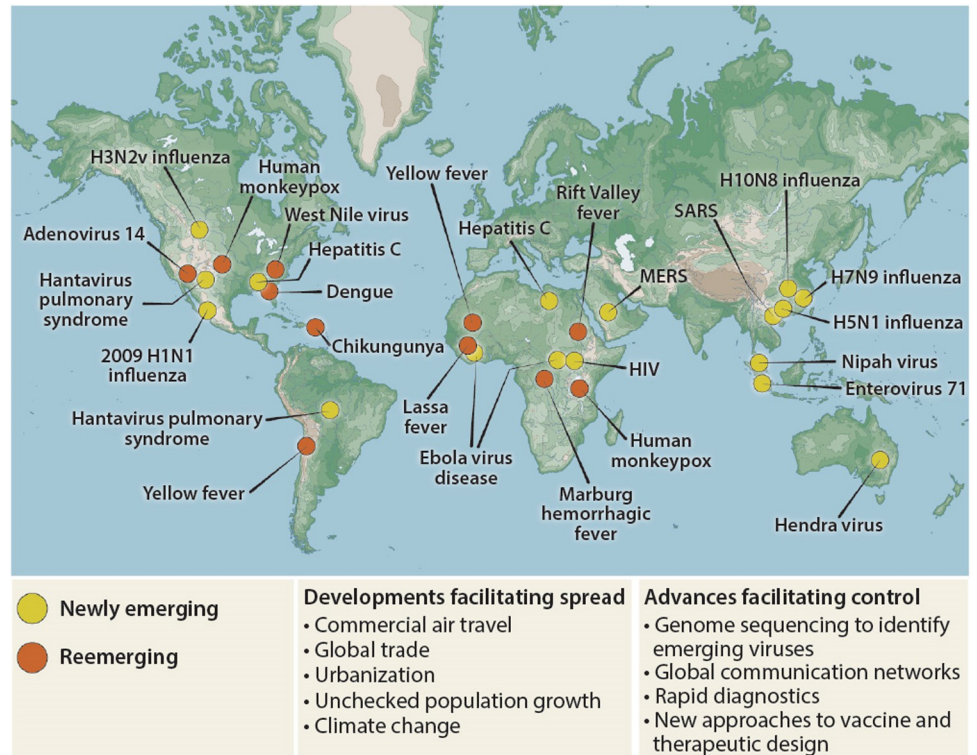 H3N2v influenza
Human
monkeypox
West Nile virus
Adenovirus 14
Hepatitis C
Hantavirus
pulmonary
syndrome
Dengue
2009 H1N1
influenza
Chikungunya
Hantavirus pulmonary
syndrome
Yellow fever
Yellow fever
Hepatitis C
Rift Valley
fever
MERS
Lassa
fever
HIV
Ebola virus
disease
Human
monkeypox
Marburg
hemorrhagic
fever
SARS
H10N8 influenza
H7N9 influenza
H5N1 influenza
Nipah virus
Enterovirus 71
Hendra virus
Newly emerging
Reemerging
Developments facilitating spread
• Commercial air travel
• Global trade
• Urbanization
• Unchecked population growth
• Climate change
Advances facilitating control
• Genome sequencing to identify
emerging viruses
• Global communication networks
• Rapid diagnostics
• New approaches to vaccine and
therapeutic design